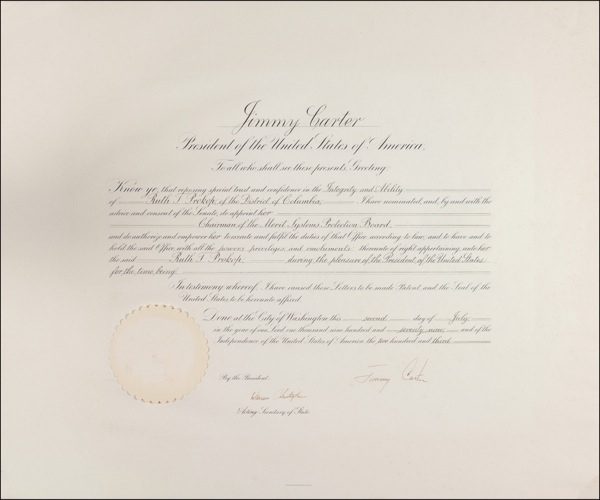 Jimmy Carter
President of the United States of America.
To all who shall see these presents, Greeting:
Know ye, that reposing special trust and confidence in the Integrity and Ability
of Ruth T. Prokop, of the District of Columbia, I have nominated, and, by and with the
advice and consent of the Senate, do appoint her
Chairman of the Merit Systems Protection Board
and do authorize and empower her to execute and fulfil the duties of that Office according to law, and to have and to
hold the said Office, with all the powers, privileges, and emoluments thereunto of right appertaining, unto her
the said Ruth T. Prokop, during the pleasure of the President of the United States
for the time being.
In testimony whereof, I have caused these Letters to be made Patent, and the Seal of the
United States to be hereunto affixed.
Done at the City of Washington this second day of July
in the year of our Lord one thousand nine hundred and seventy-nine, and of the
Independence of the United States of America the two hundred and third.
By the President:
Jimmy Carter
Warren Christopher
Acting Secretary of State.